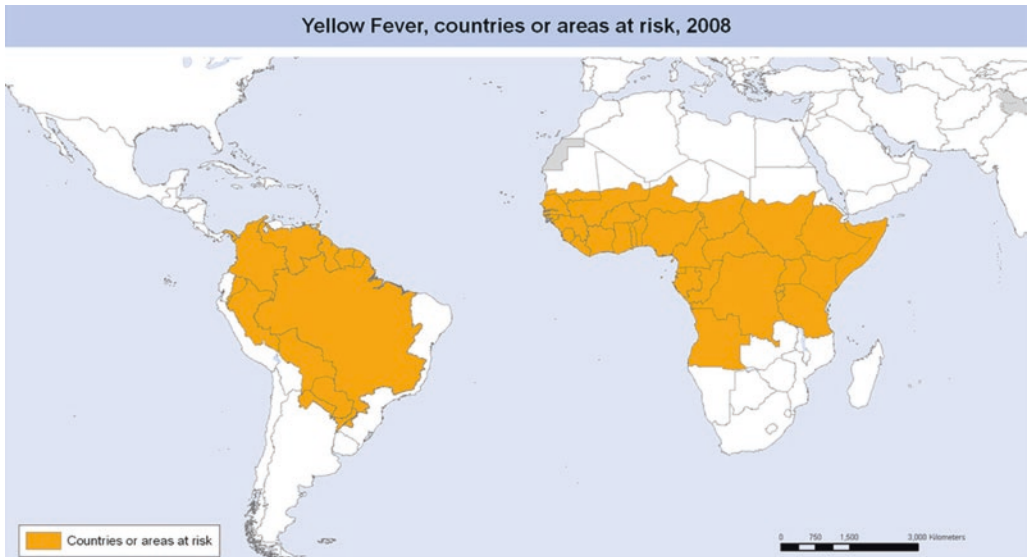 Yellow Fever, countries or areas at risk, 2008
Countries or areas at risk
0 750 1,500 3,000 Kilometers